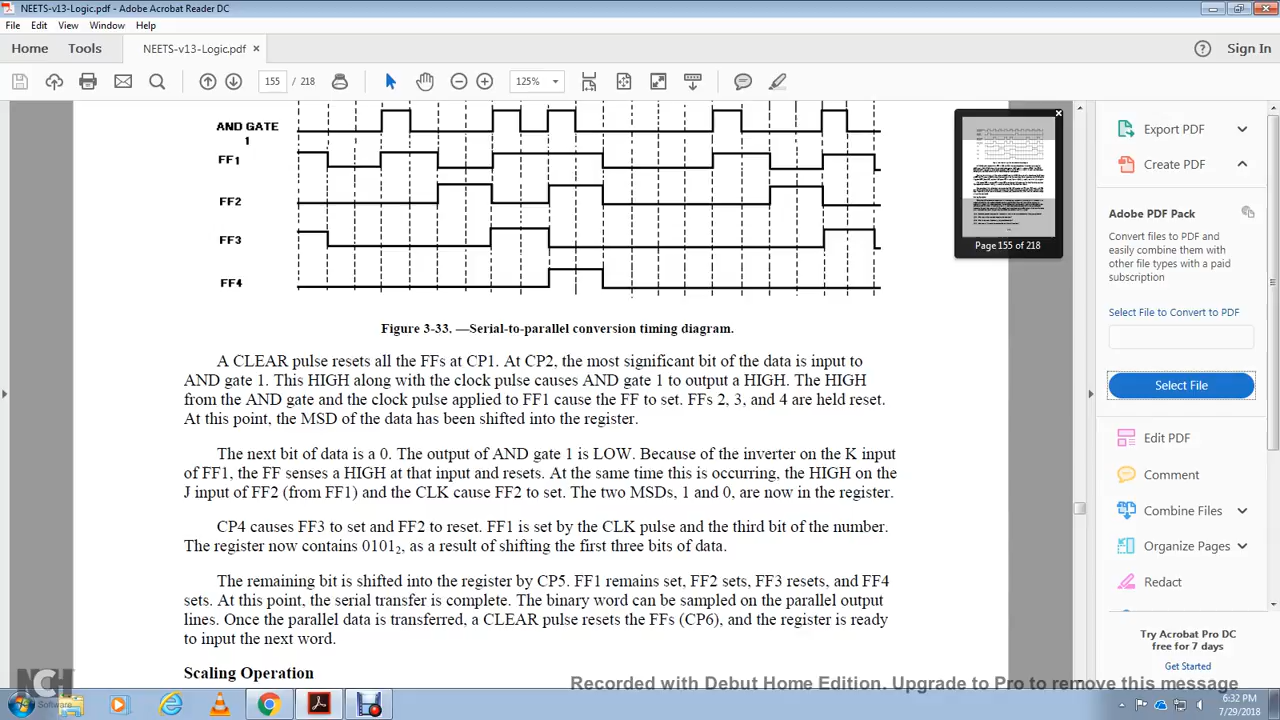 NEETS-v13-Logic.pdf - Adobe Acrobat Reader DC
File Edit View Window Help
Home Tools NEETS-v13-Logic.pdf × Sign In
155 / 218 125%
AND GATE
1
FF1
FF2
FF3
FF4
Figure 3-33. —Serial-to-parallel conversion timing diagram.
A CLEAR pulse resets all the FFs at CP1. At CP2, the most significant bit of the data is input to
AND gate 1. This HIGH along with the clock pulse causes AND gate 1 to output a HIGH. The HIGH
from the AND gate and the clock pulse applied to FF1 cause the FF to set. FFs 2, 3, and 4 are held reset.
At this point, the MSD of the data has been shifted into the register.
The next bit of data is a 0. The output of AND gate 1 is LOW. Because of the inverter on the K input
of FF1, the FF senses a HIGH at that input and resets. At the same time this is occurring, the HIGH on the
J input of FF2 (from FF1) and the CLK cause FF2 to set. The two MSDs, 1 and 0, are now in the register.
CP4 causes FF3 to set and FF2 to reset. FF1 is set by the CLK pulse and the third bit of the number.
The register now contains 0101₂, as a result of shifting the first three bits of data.
The remaining bit is shifted into the register by CP5. FF1 remains set, FF2 sets, FF3 resets, and FF4
sets. At this point, the serial transfer is complete. The binary word can be sampled on the parallel output
lines. Once the parallel data is transferred, a CLEAR pulse resets the FFs (CP6), and the register is ready
to input the next word.
Scaling Operation
Page 155 of 218
Export PDF
Create PDF
Adobe PDF Pack
Convert files to PDF and
easily combine them with
other file types with a paid
subscription
Select File to Convert to PDF
Select File
Edit PDF
Comment
Combine Files
Organize Pages
Redact
Try Acrobat Pro DC
free for 7 days
Get Started
NCH
Software
Recorded with Debut Home Edition. Upgrade to Pro to remove this message
6:32 PM
7/29/2018